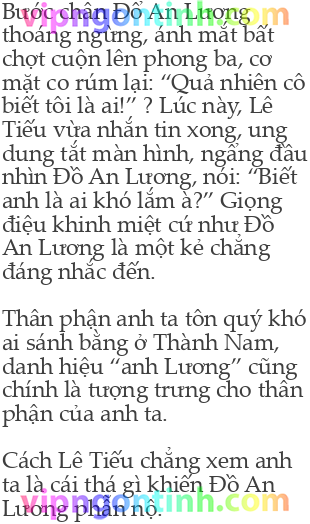 Bước chân Đồ An Lương
vipngontinh.com
thoáng ngừng, ánh mắt bất
chợt cuộn lên phong ba, cơ
mặt co rúm lại: “Quả nhiên cô
biết tôi là ai!” ? Lúc này, Lê
Tiếu vừa nhắn tin xong, ung
dung tắt màn hình, ngẩng đầu
nhìn Đồ An Lương, nói: “Biết
anh là ai khó lắm à?” Giọng
điệu khinh miệt cứ như Đồ
An Lương là một kẻ chẳng
đáng nhắc đến.
Thân phận anh ta tôn quý khó
ai sánh bằng ở Thành Nam,
danh hiệu “anh Lương” cũng
chính là tượng trưng cho thân
phận của anh ta.
Cách Lê Tiếu chẳng xem anh
ta là cái thá gì khiến Đồ An
vipngontinh.com
Lương phẫn nộ.